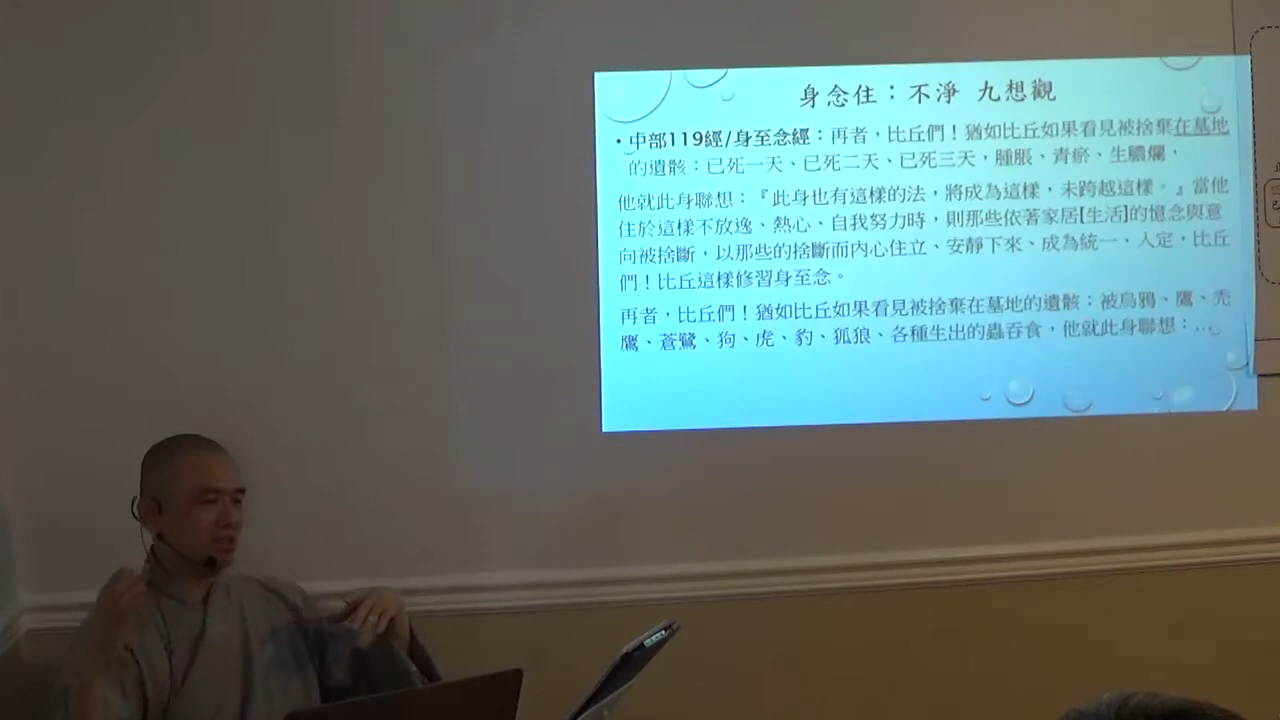 身念住：不淨 九想觀
• 中部119經/身至念經：再者，比丘們！猶如比丘如果看見被捨棄在墓地
的遺骸：已死一天、已死二天、已死三天，腫脹、青瘀、生膿爛，
他就此身聯想：『此身也有這樣的法，將成為這樣，未跨越這樣。』當他
住於這樣不放逸、熱心、自我努力時，則那些依著家居[生活]的憶念與意
向被捨斷，以那些的捨斷而內心住立、安靜下來、成為統一、入定，比丘
們！比丘這樣修習身至念。
再者，比丘們！猶如比丘如果看見被捨棄在墓地的遺骸：被烏鴉、鷹、禿
鷹、蒼鷺、狗、虎、豹、狐狼、各種生出的蟲吞食，他就此身聯想：…